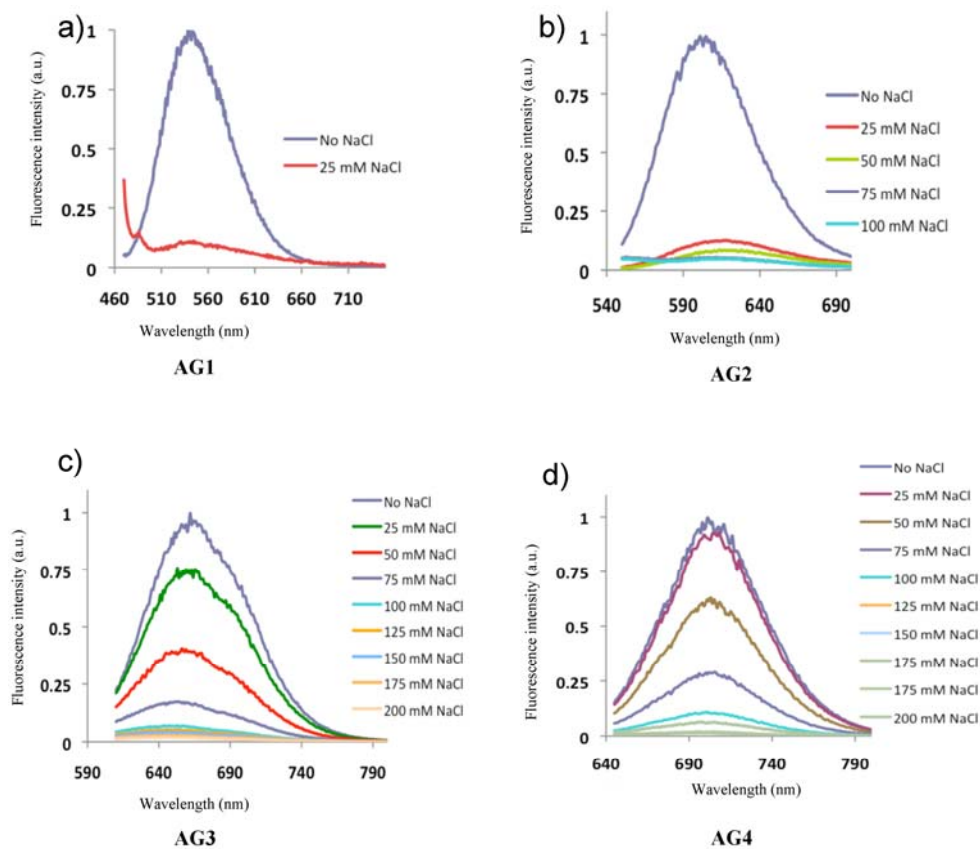 a)
Fluorescence intensity (a.u.)
1
0.75
0.5
0.25
0
460 510 560 610 660 710
Wavelength (nm)
No NaCl
25 mM NaCl
AG1
b)
Fluorescence intensity (a.u.)
1
0.75
0.5
0.25
0
540 590 640 690
Wavelength (nm)
No NaCl
25 mM NaCl
50 mM NaCl
75 mM NaCl
100 mM NaCl
AG2
c)
Fluorescence intensity (a.u.)
1
0.75
0.5
0.25
0
590 640 690 740 790
Wavelength (nm)
No NaCl
25 mM NaCl
50 mM NaCl
75 mM NaCl
100 mM NaCl
125 mM NaCl
150 mM NaCl
175 mM NaCl
200 mM NaCl
AG3
d)
Fluorescence intensity (a.u.)
1
0.75
0.5
0.25
0
640 690 740 790
Wavelength (nm)
No NaCl
25 mM NaCl
50 mM NaCl
75 mM NaCl
100 mM NaCl
125 mM NaCl
150 mM NaCl
175 mM NaCl
175 mM NaCl
200 mM NaCl
AG4